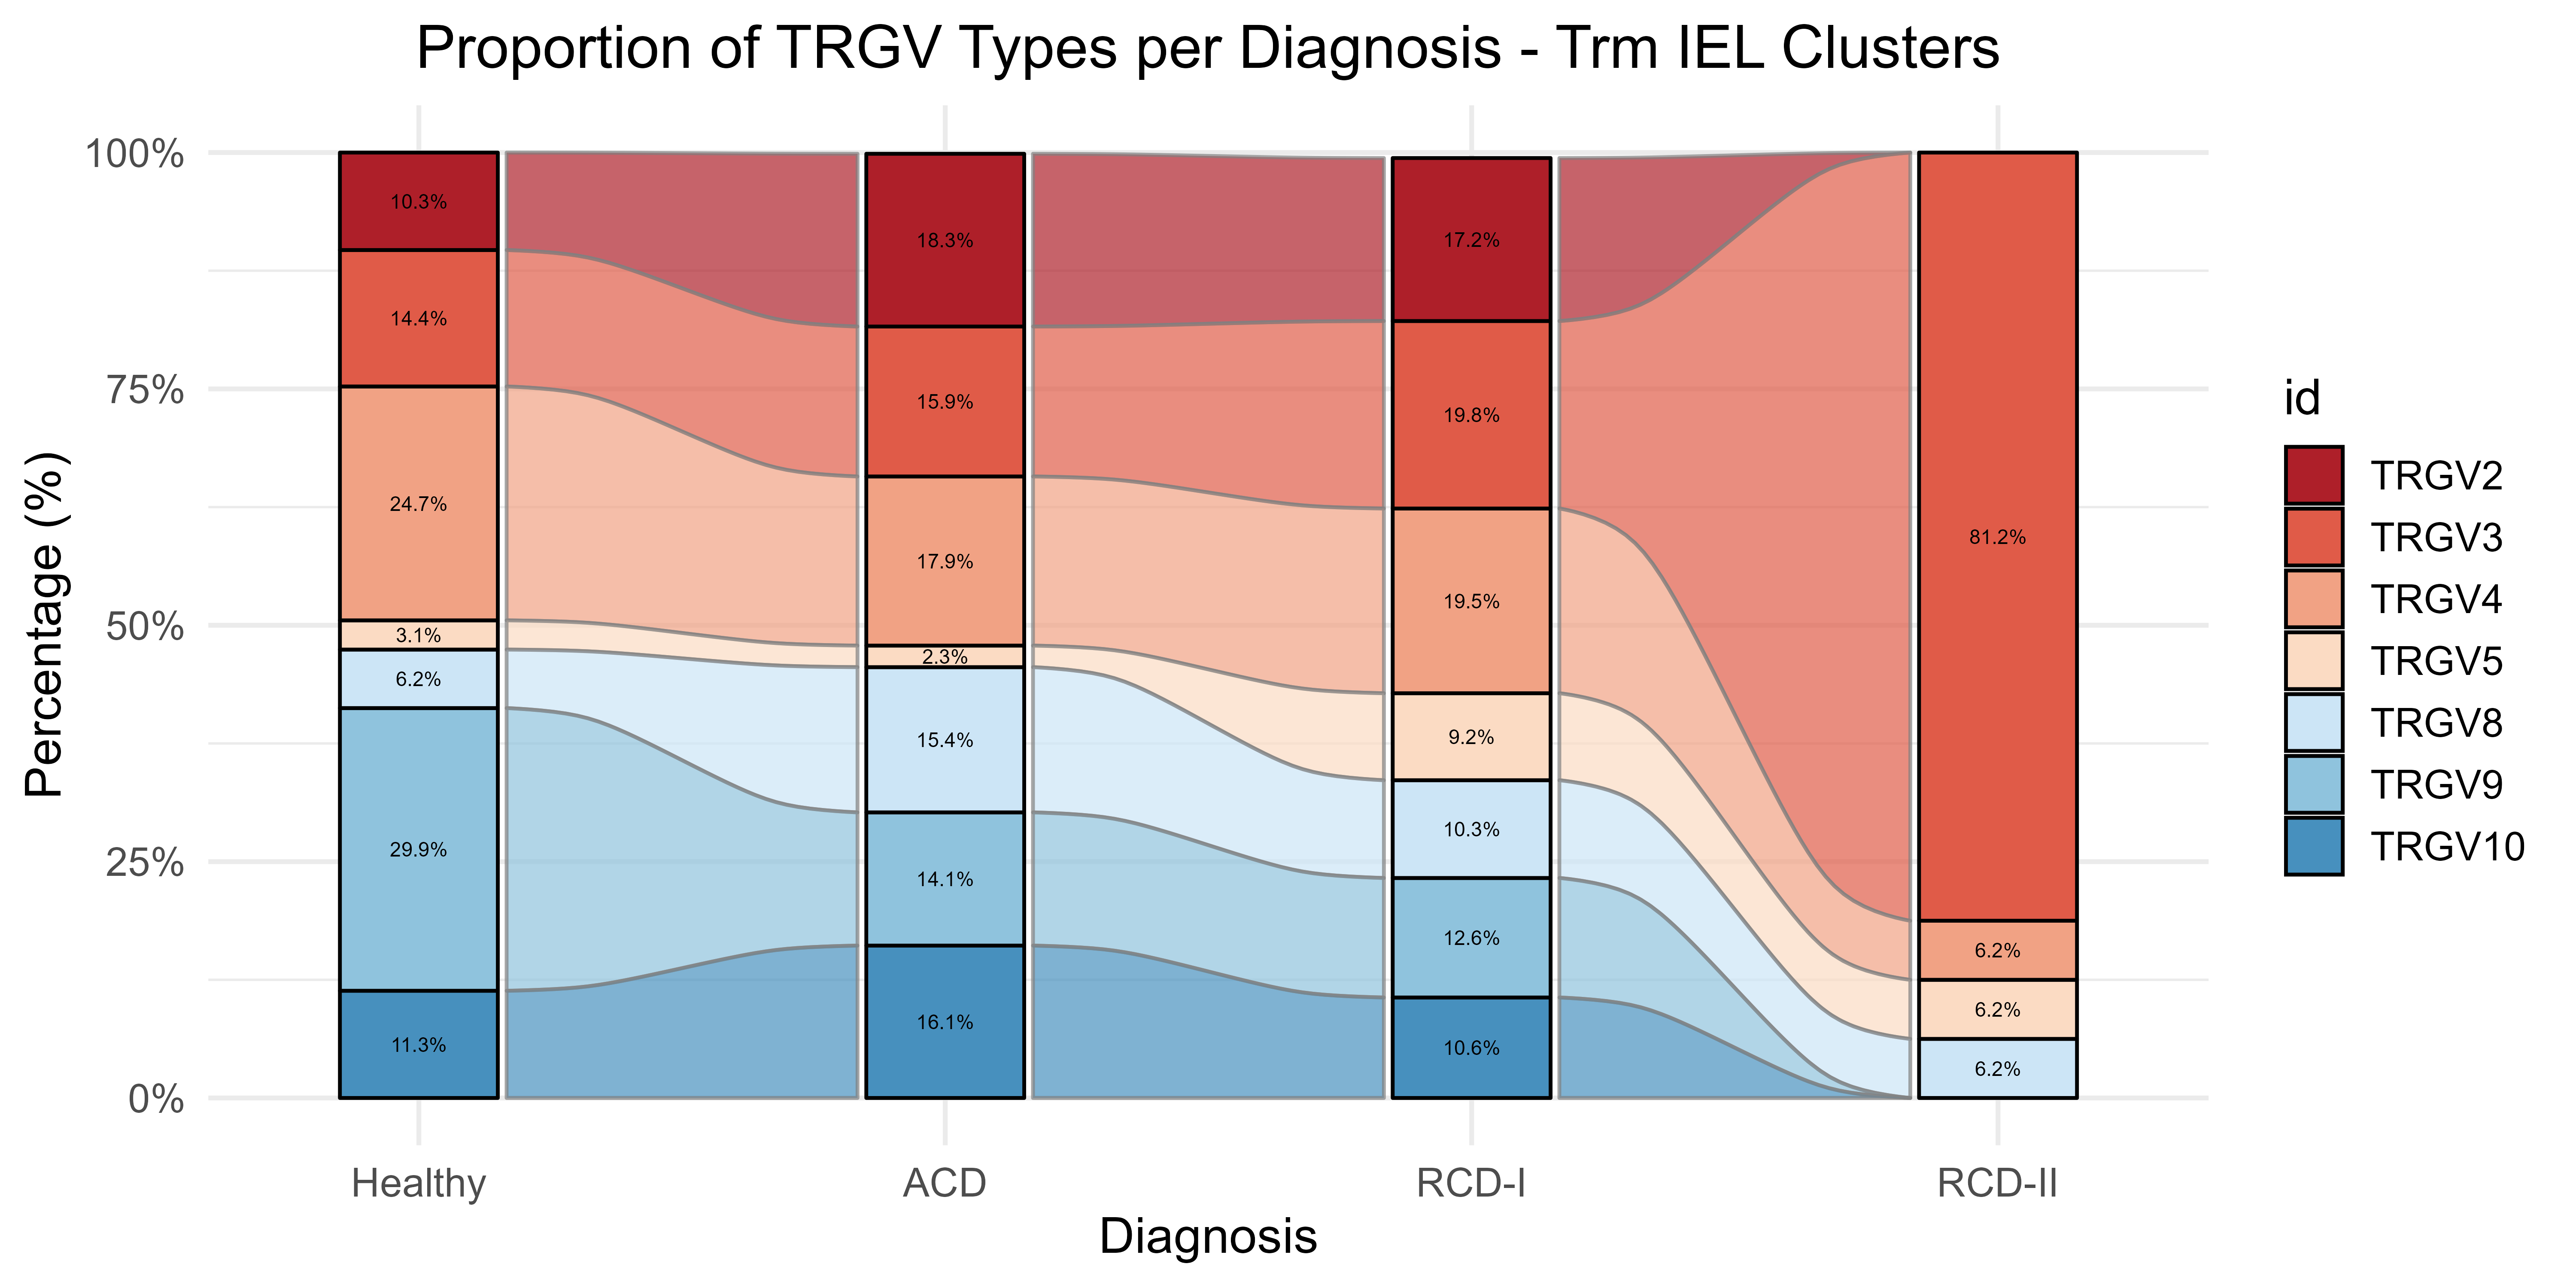 Proportion of TRGV Types per Diagnosis - Trm IEL Clusters
Percentage (%)
100%
75%
50%
25%
0%
10.3%
14.4%
24.7%
3.1%
6.2%
29.9%
11.3%
18.3%
15.9%
17.9%
2.3%
15.4%
14.1%
16.1%
17.2%
19.8%
19.5%
9.2%
10.3%
12.6%
10.6%
81.2%
6.2%
6.2%
6.2%
Healthy
ACD
RCD-I
RCD-II
Diagnosis
id
TRGV2
TRGV3
TRGV4
TRGV5
TRGV8
TRGV9
TRGV10